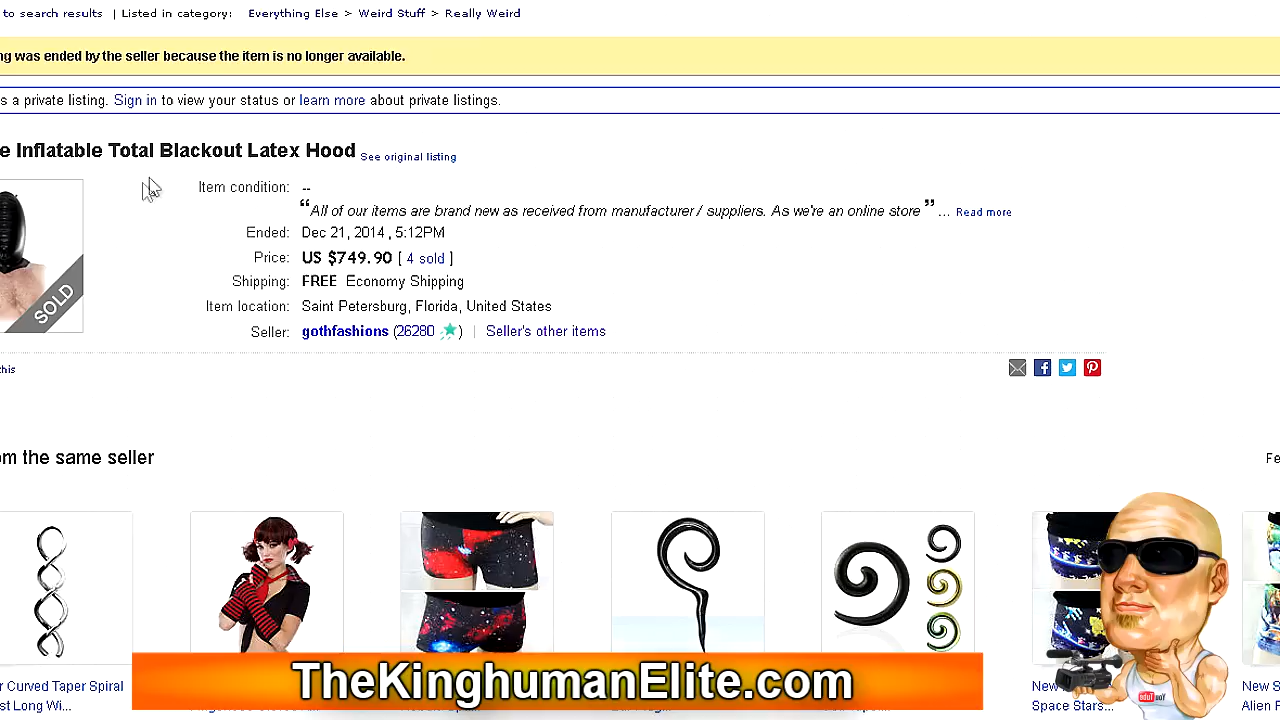 to search results | Listed in category: Everything Else > Weird Stuff > Really Weird
ng was ended by the seller because the item is no longer available.
s a private listing. Sign in to view your status or learn more about private listings.
e Inflatable Total Blackout Latex Hood See original listing
Item condition: --
“All of our items are brand new as received from manufacturer / suppliers. As we're an online store ” ... Read more
Ended: Dec 21, 2014 , 5:12PM
Price: US $749.90 [ 4 sold ]
Shipping: FREE Economy Shipping
Item location: Saint Petersburg, Florida, United States
Seller: gothfashions (26280 ) | Seller's other items
SOLD
this
om the same seller
Fe
r Curved Taper Spiral
st Long Wi...
New
Space Stars...
New S
Alien F
TheKinghumanElite.com